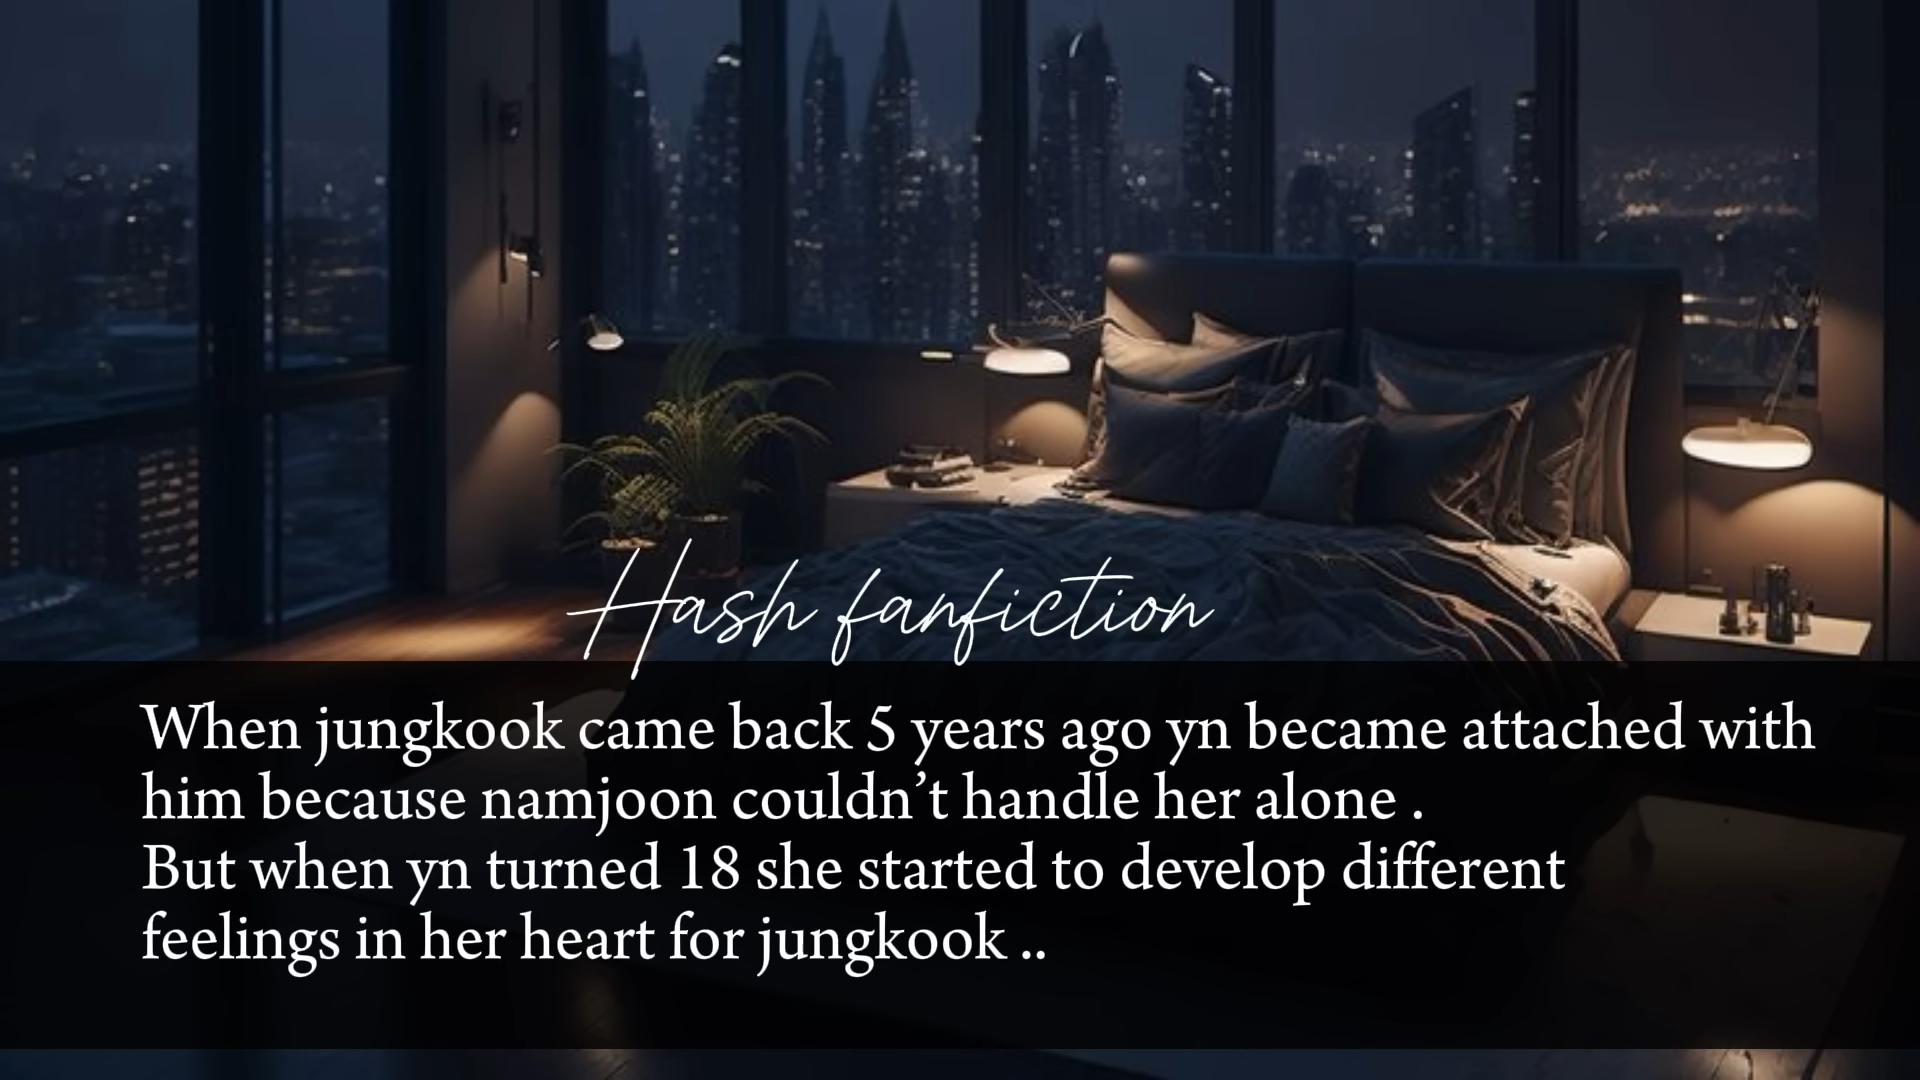 Hash fanfiction
When jungkook came back 5 years ago yn became attached with
him because namjoon couldn't handle her alone .
But when yn turned 18 she started to develop different
feelings in her heart for jungkook ..